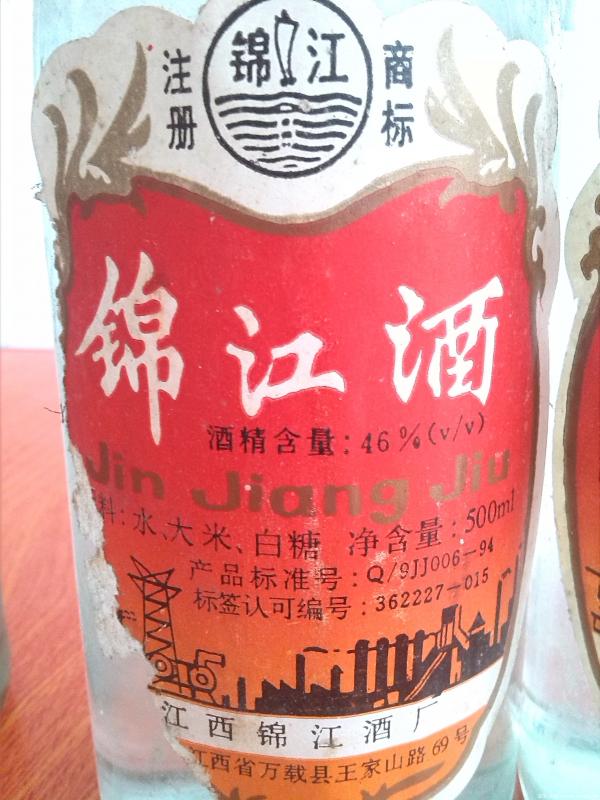 注册 锦江 商标
锦江酒
酒精含量：46%(v/v)
Jin Jiang Jiu
料：水、大米、白糖 净含量：500ml
产品标准号：Q/9JJ006-94
标签认可编号：362227-015
江西锦江酒厂
江西省万载县王家山路69号